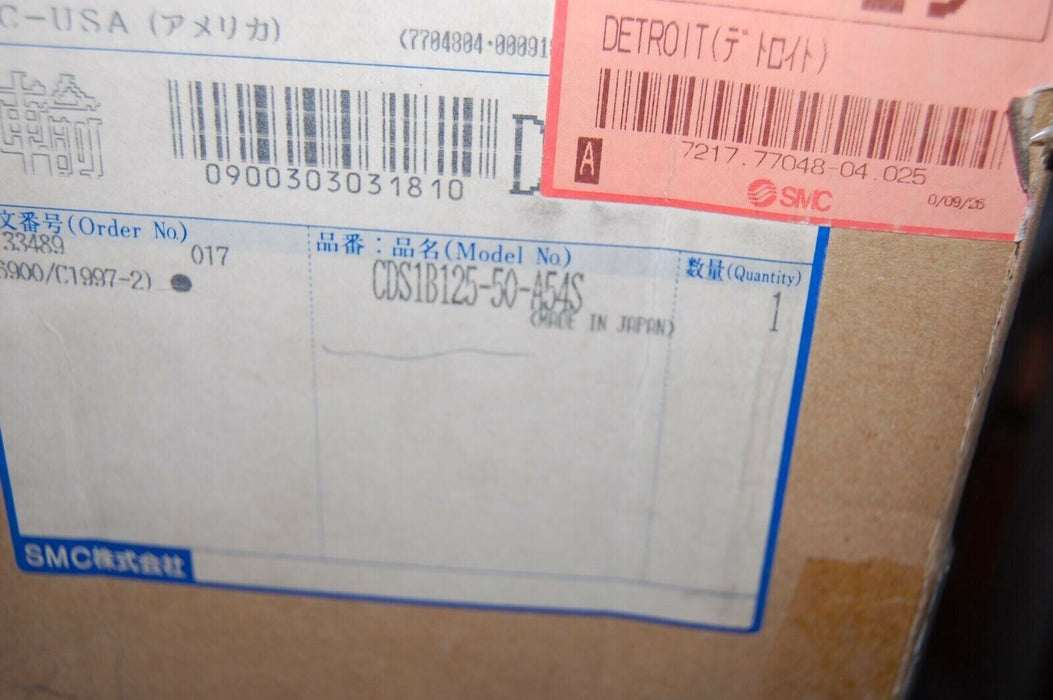 C-USA (アメリカ)
(7704804·00091
0900303031810
D
DETROIT(デトロイト)
A
7217.77048-04.025
SMC
0/09/26
文番号(Order No)
33489
017
6900/C1997-2) ●
品番:品名(Model No)
CDS1B125-50-A54S
(MADE IN JAPAN)
数量(Quantity)
1
SMC株式会社